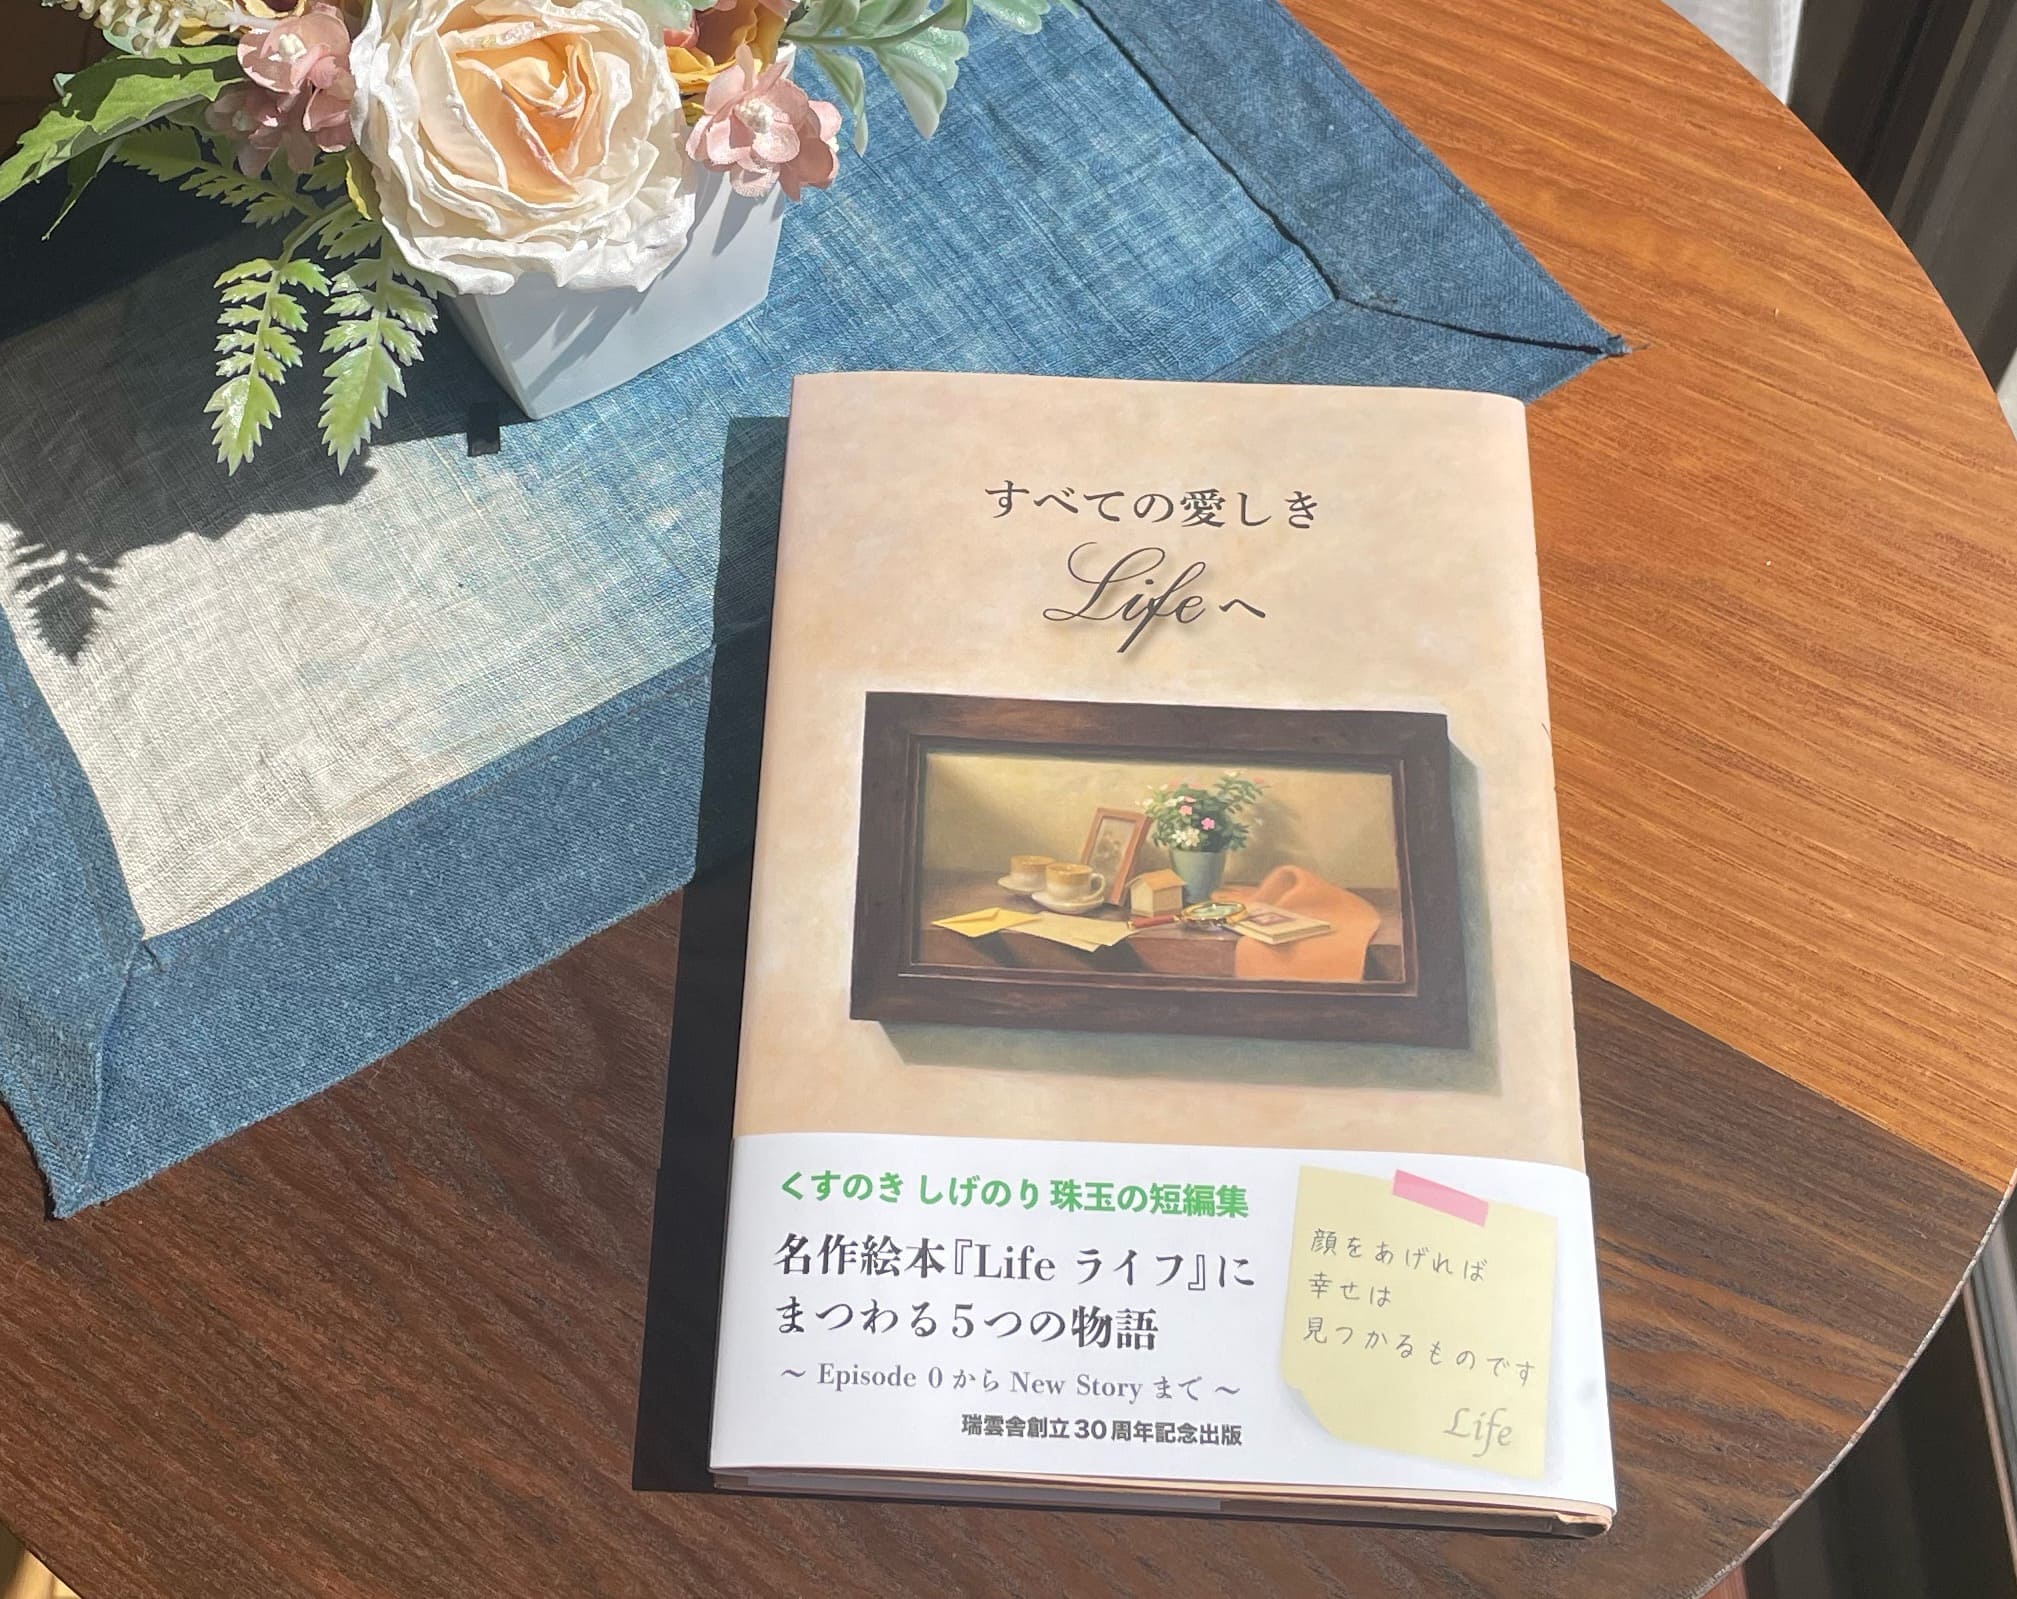 すべての愛しき
Lifeへ
くすのき しげのり 珠玉の短編集
名作絵本『Life ライフ』に
まつわる5つの物語
～ Episode 0 から New Story まで ～
瑞雲舎創立30周年記念出版
顔をあげれば
幸せは
見つかるものです
Life